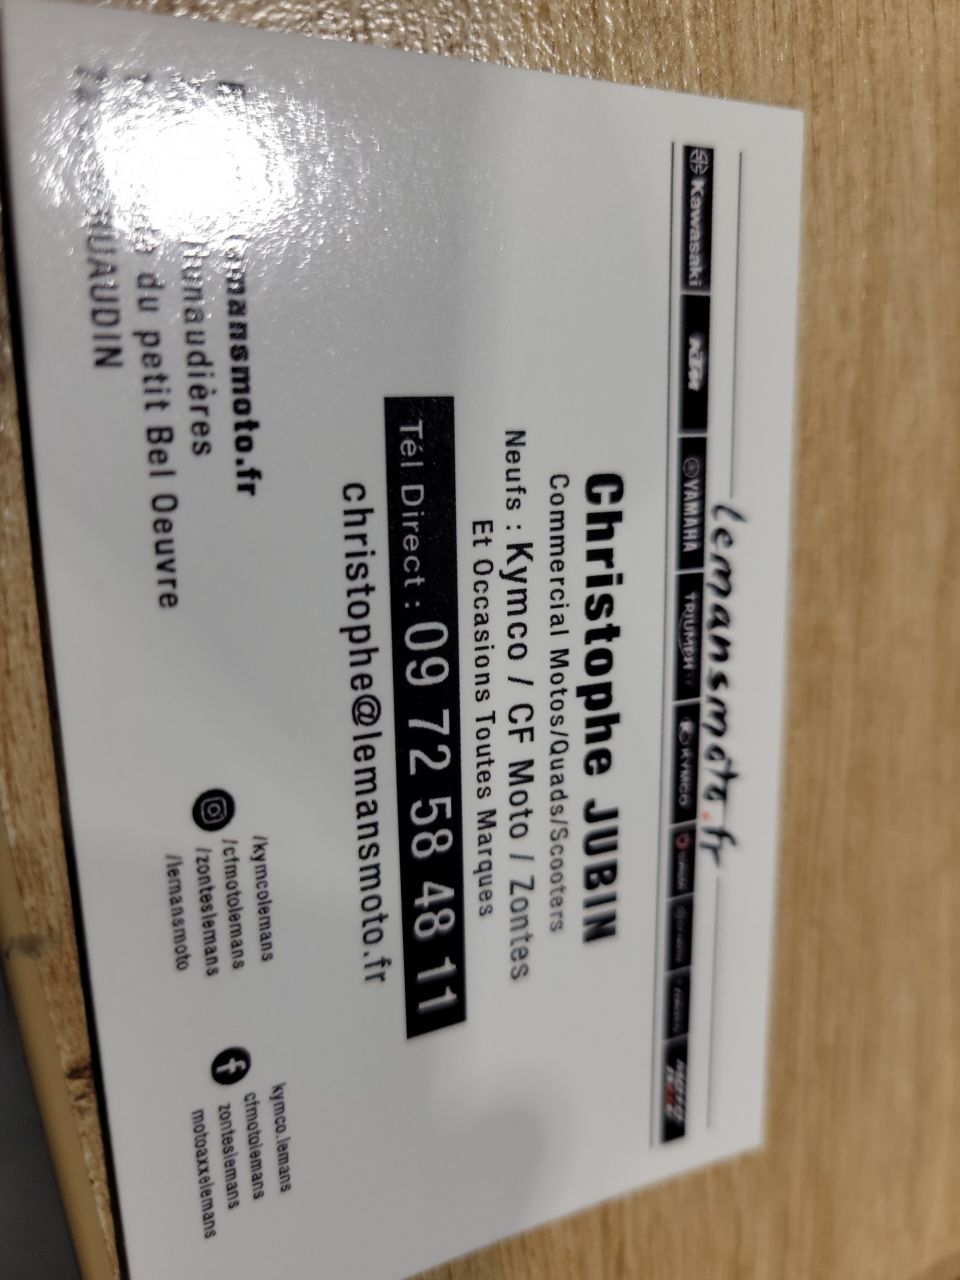 lemansmoto.fr
Kawasaki KTM YAMAHA TRIUMPH KYMCO
Christophe JUBIN
Commercial Motos/Quads/Scooters
Neufs : Kymco / CF Moto / Zontes
Et Occasions Toutes Marques
Tél Direct : 09 72 58 48 11
christophe@lemansmoto.fr
lemansmoto.fr
Hunaudières
du petit Bel Oeuvre
RUAUDIN
/kymcolemans
/cfmotolemans
/zonteslemans
/lemansmoto
kymco.lemans
cfmotolemans
zonteslemans
motoaxxelemans